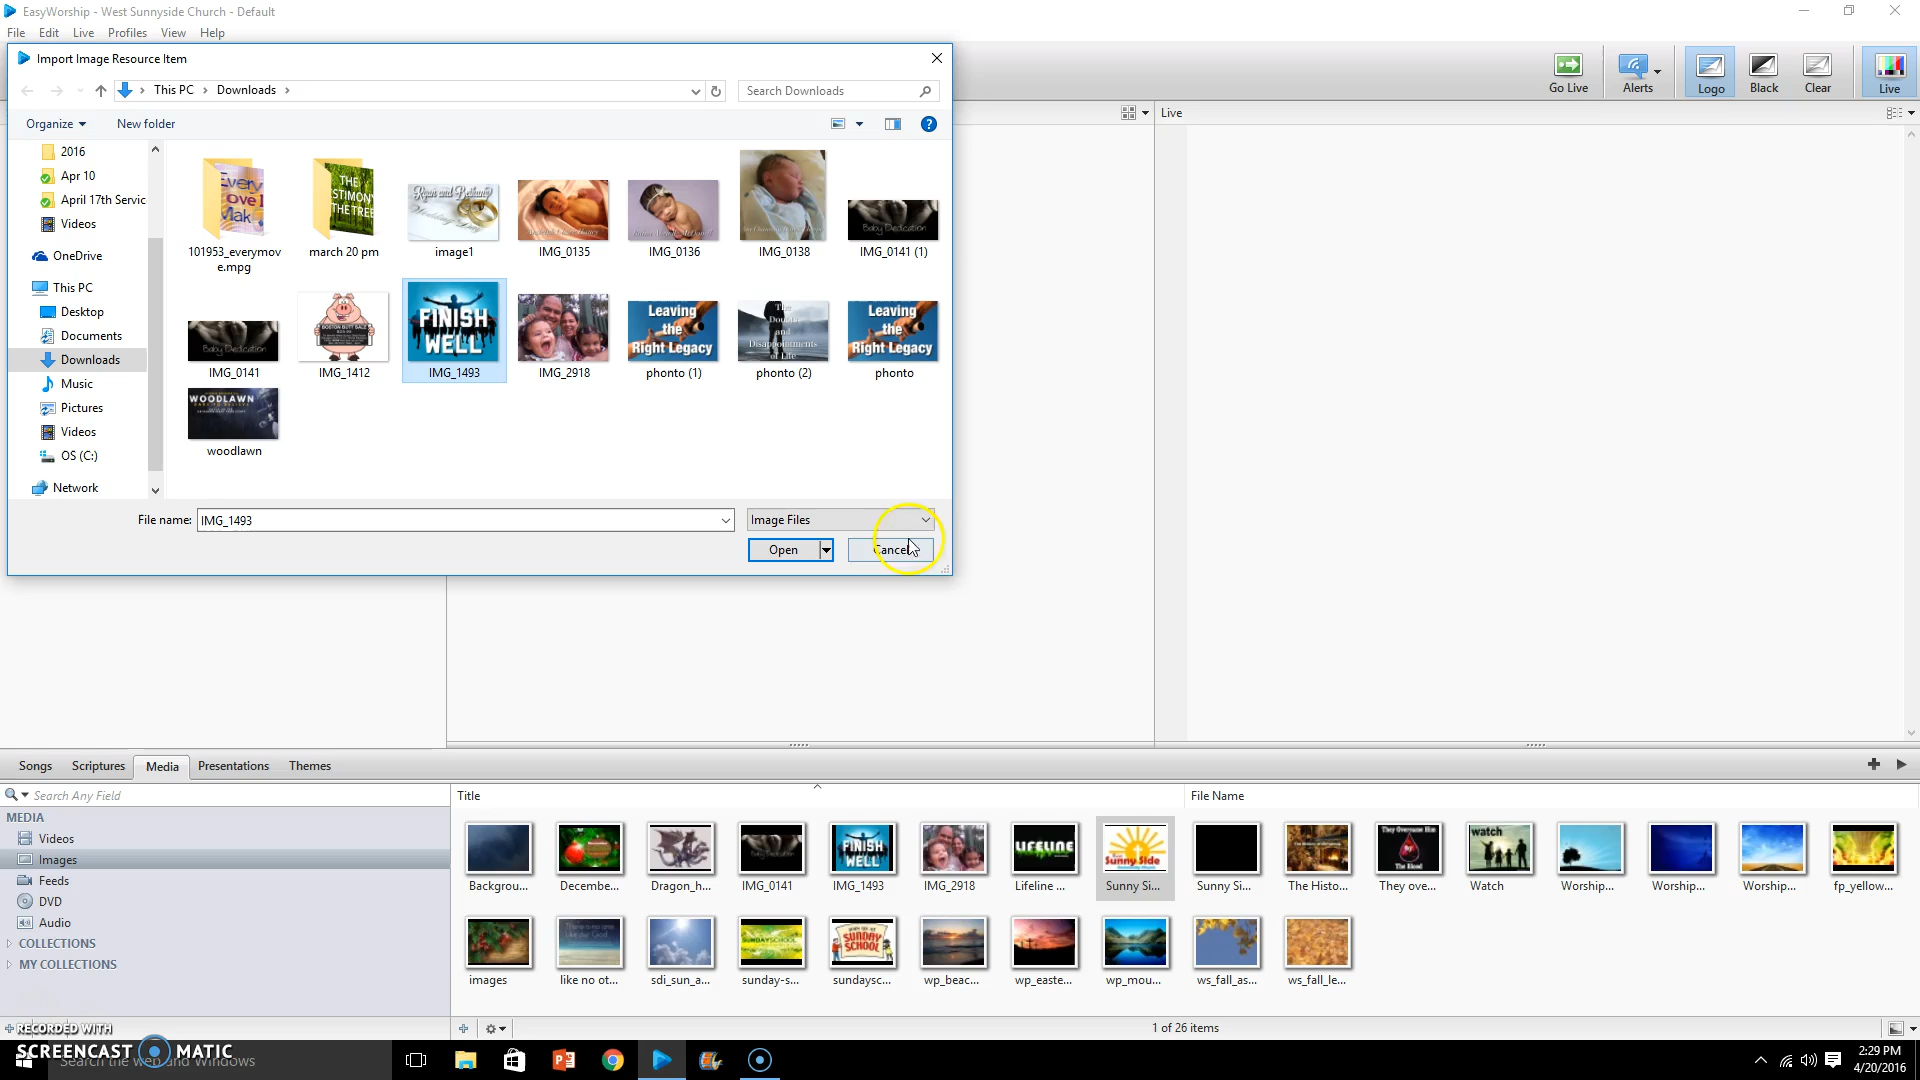 EasyWorship - West Sunnyside Church - Default
File Edit Live Profiles View Help
Import Image Resource Item
This PC Downloads
Search Downloads
Organize New folder
Go Live Alerts Logo Black Clear Live
Live
2016
Apr 10
April 17th Servic
Videos
OneDrive
This PC
Desktop
Documents
Downloads
Music
Pictures
Videos
OS (C:)
Network
101953_everymov
e.mpg
march 20 pm
image1
IMG_0135
IMG_0136
IMG_0138
IMG_0141 (1)
IMG_0141
IMG_1412
FINISH
WELL
IMG_1493
IMG_2918
Leaving
the
Right Legacy
phonto (1)
phonto (2)
Leaving
the
Right Legacy
phonto
WOODLAWN
woodlawn
File name: IMG_1493
Image Files
Open Cancel
Songs Scriptures Media Presentations Themes
Search Any Field
MEDIA
Videos
Images
Feeds
DVD
Audio
COLLECTIONS
MY COLLECTIONS
Title File Name
Backgrou... Decembe... Dragon_h... IMG_0141 IMG_1493 IMG_2918 Lifeline ... Sunny Si... Sunny Si... The Histo... They ove... Watch Worship... Worship... Worship... fp_yellow...
images like no ot... sdi_sun_a... sunday-s... sundaysc... wp_beac... wp_easte... wp_mou... ws_fall_as... ws_fall_le...
1 of 26 items
RECORDED WITH
SCREENCAST MATIC
Search the web and Windows
2:29 PM
4/20/2016